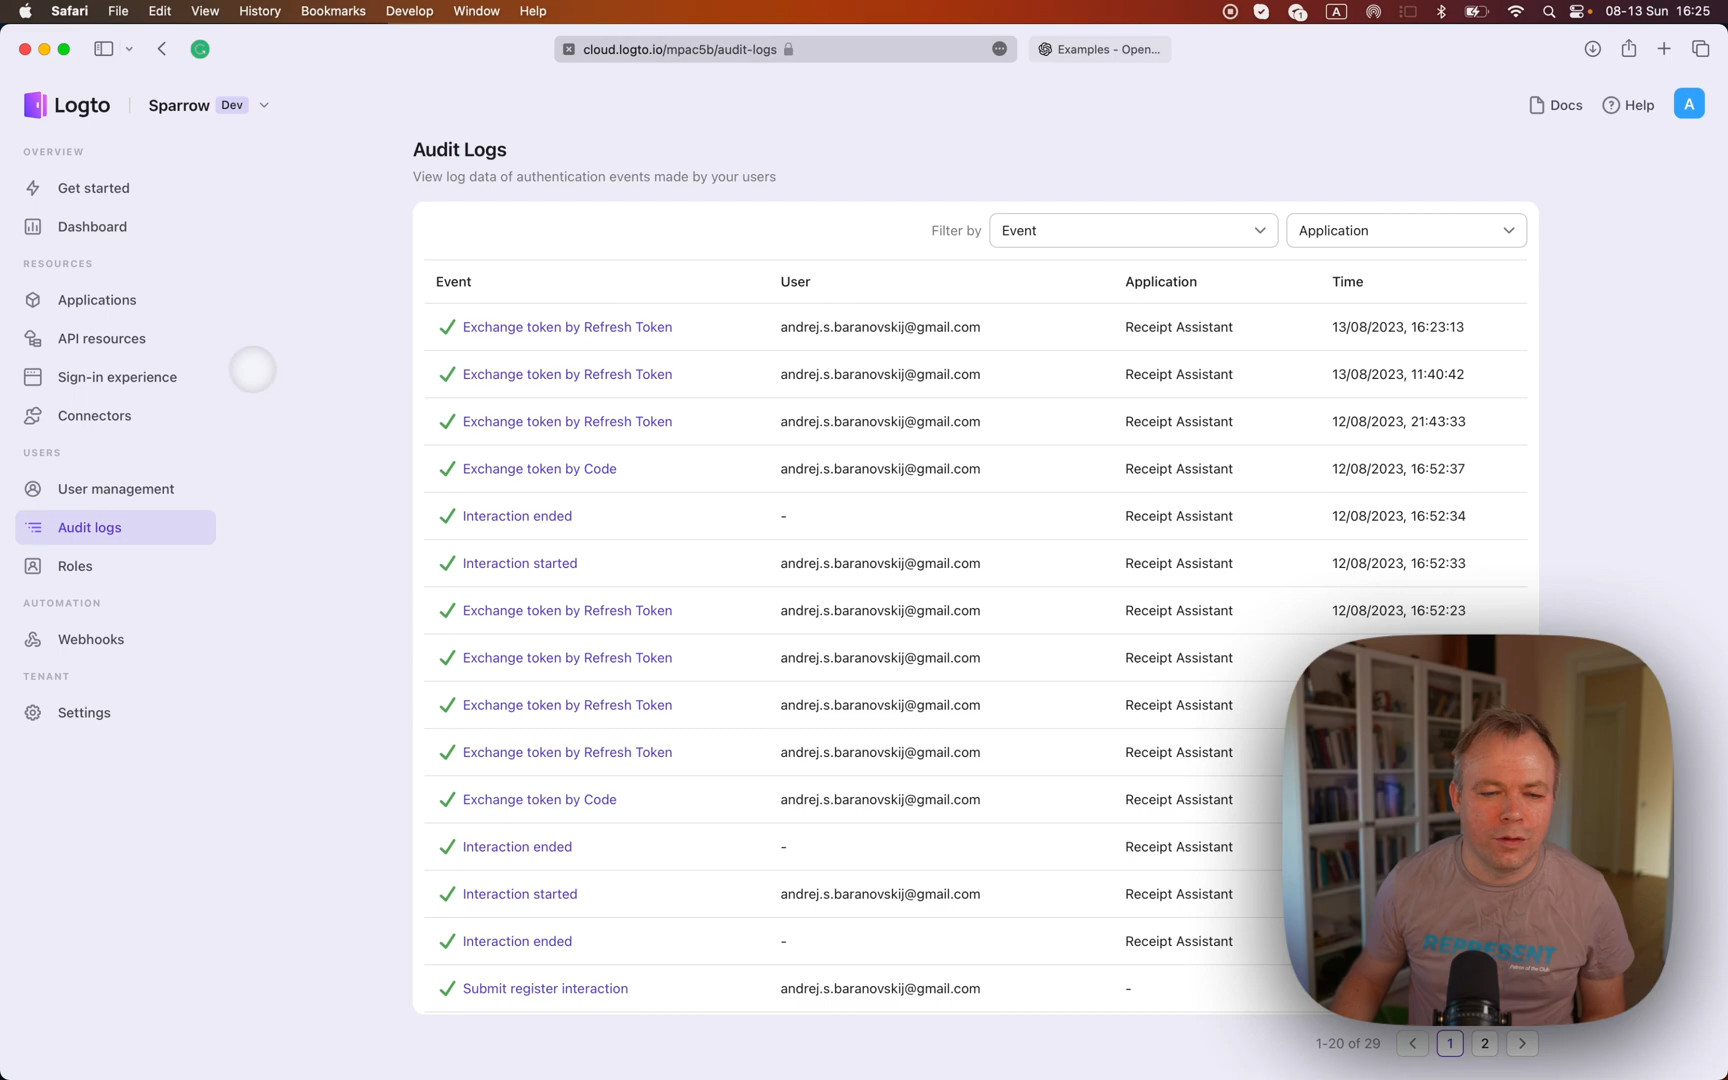 Safari File Edit View History Bookmarks Develop Window Help
1 A 08-13 Sun 16:25
cloud.logto.io/mpac5b/audit-logs
Examples - Open...
Logto Sparrow Dev
Docs Help A
OVERVIEW
Get started
Dashboard
RESOURCES
Applications
API resources
Sign-in experience
Connectors
USERS
User management
Audit logs
Roles
AUTOMATION
Webhooks
TENANT
Settings
Audit Logs
View log data of authentication events made by your users
Filter by Event Application
Event User Application Time
Exchange token by Refresh Token andrej.s.baranovskij@gmail.com Receipt Assistant 13/08/2023, 16:23:13
Exchange token by Refresh Token andrej.s.baranovskij@gmail.com Receipt Assistant 13/08/2023, 11:40:42
Exchange token by Refresh Token andrej.s.baranovskij@gmail.com Receipt Assistant 12/08/2023, 21:43:33
Exchange token by Code andrej.s.baranovskij@gmail.com Receipt Assistant 12/08/2023, 16:52:37
Interaction ended - Receipt Assistant 12/08/2023, 16:52:34
Interaction started andrej.s.baranovskij@gmail.com Receipt Assistant 12/08/2023, 16:52:33
Exchange token by Refresh Token andrej.s.baranovskij@gmail.com Receipt Assistant 12/08/2023, 16:52:23
Exchange token by Refresh Token andrej.s.baranovskij@gmail.com Receipt Assistant
Exchange token by Refresh Token andrej.s.baranovskij@gmail.com Receipt Assistant
Exchange token by Refresh Token andrej.s.baranovskij@gmail.com Receipt Assistant
Exchange token by Code andrej.s.baranovskij@gmail.com Receipt Assistant
Interaction ended - Receipt Assistant
Interaction started andrej.s.baranovskij@gmail.com Receipt Assistant
Interaction ended - Receipt Assistant
Submit register interaction andrej.s.baranovskij@gmail.com -
REPRESENT
1-20 of 29 1 2